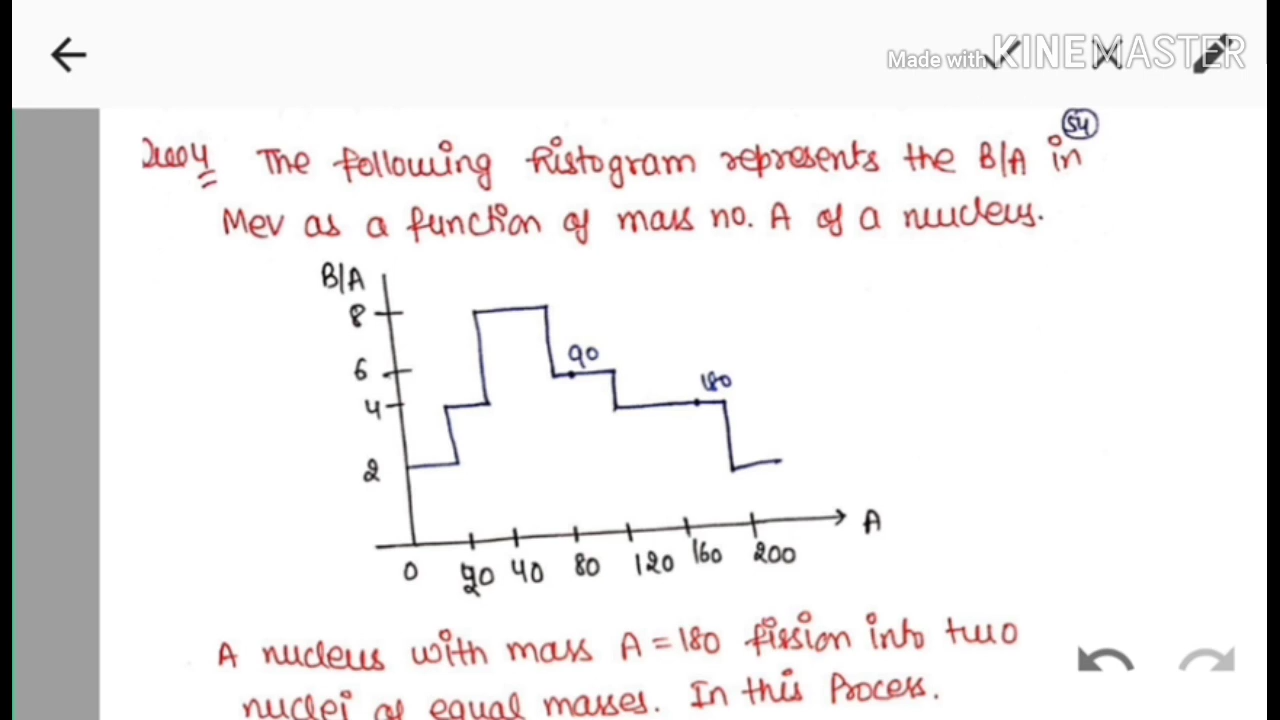 Made with KINEMASTER
54
The following histogram represents the B/A in
Mev as a function of mass no. A of a nucleus.
B/A
8
90
6
180
4
2
A
0 20 40 80 120 160 200
A nucleus with mass A = 180 fission into two
nuclei of equal masses. In this Process.